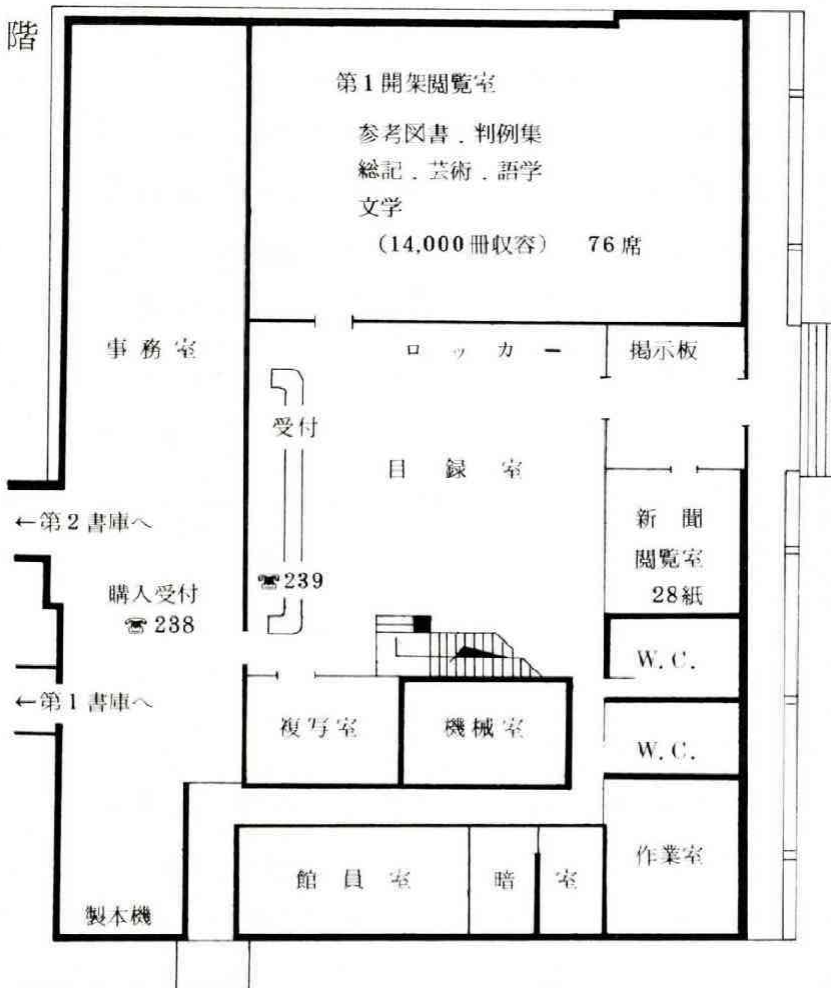 階
第1開架閲覧室
参考図書．判例集
総記．芸術．語学
文学
(14,000冊収容) 76席
事務室
ロッカー
掲示板
受付
目録室
←第2書庫へ
新聞
閲覧室
28紙
☎239
購入受付
☎238
W.C.
←第1書庫へ
複写室
機械室
W.C.
作業室
館員室
暗室
製本機